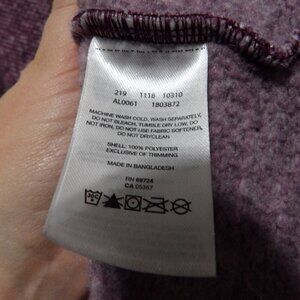 219 1118 10310
AL0061 1B03872
MACHINE WASH COLD, WASH SEPARATELY,
DO NOT BLEACH, TUMBLE DRY LOW, DO
NOT IRON, DO NOT USE FABRIC SOFTENER,
DO NOT DRYCLEAN
SHELL: 100% POLYESTER
EXCLUSIVE OF TRIMMING
MADE IN BANGLADESH
RN 69724
CA 05367